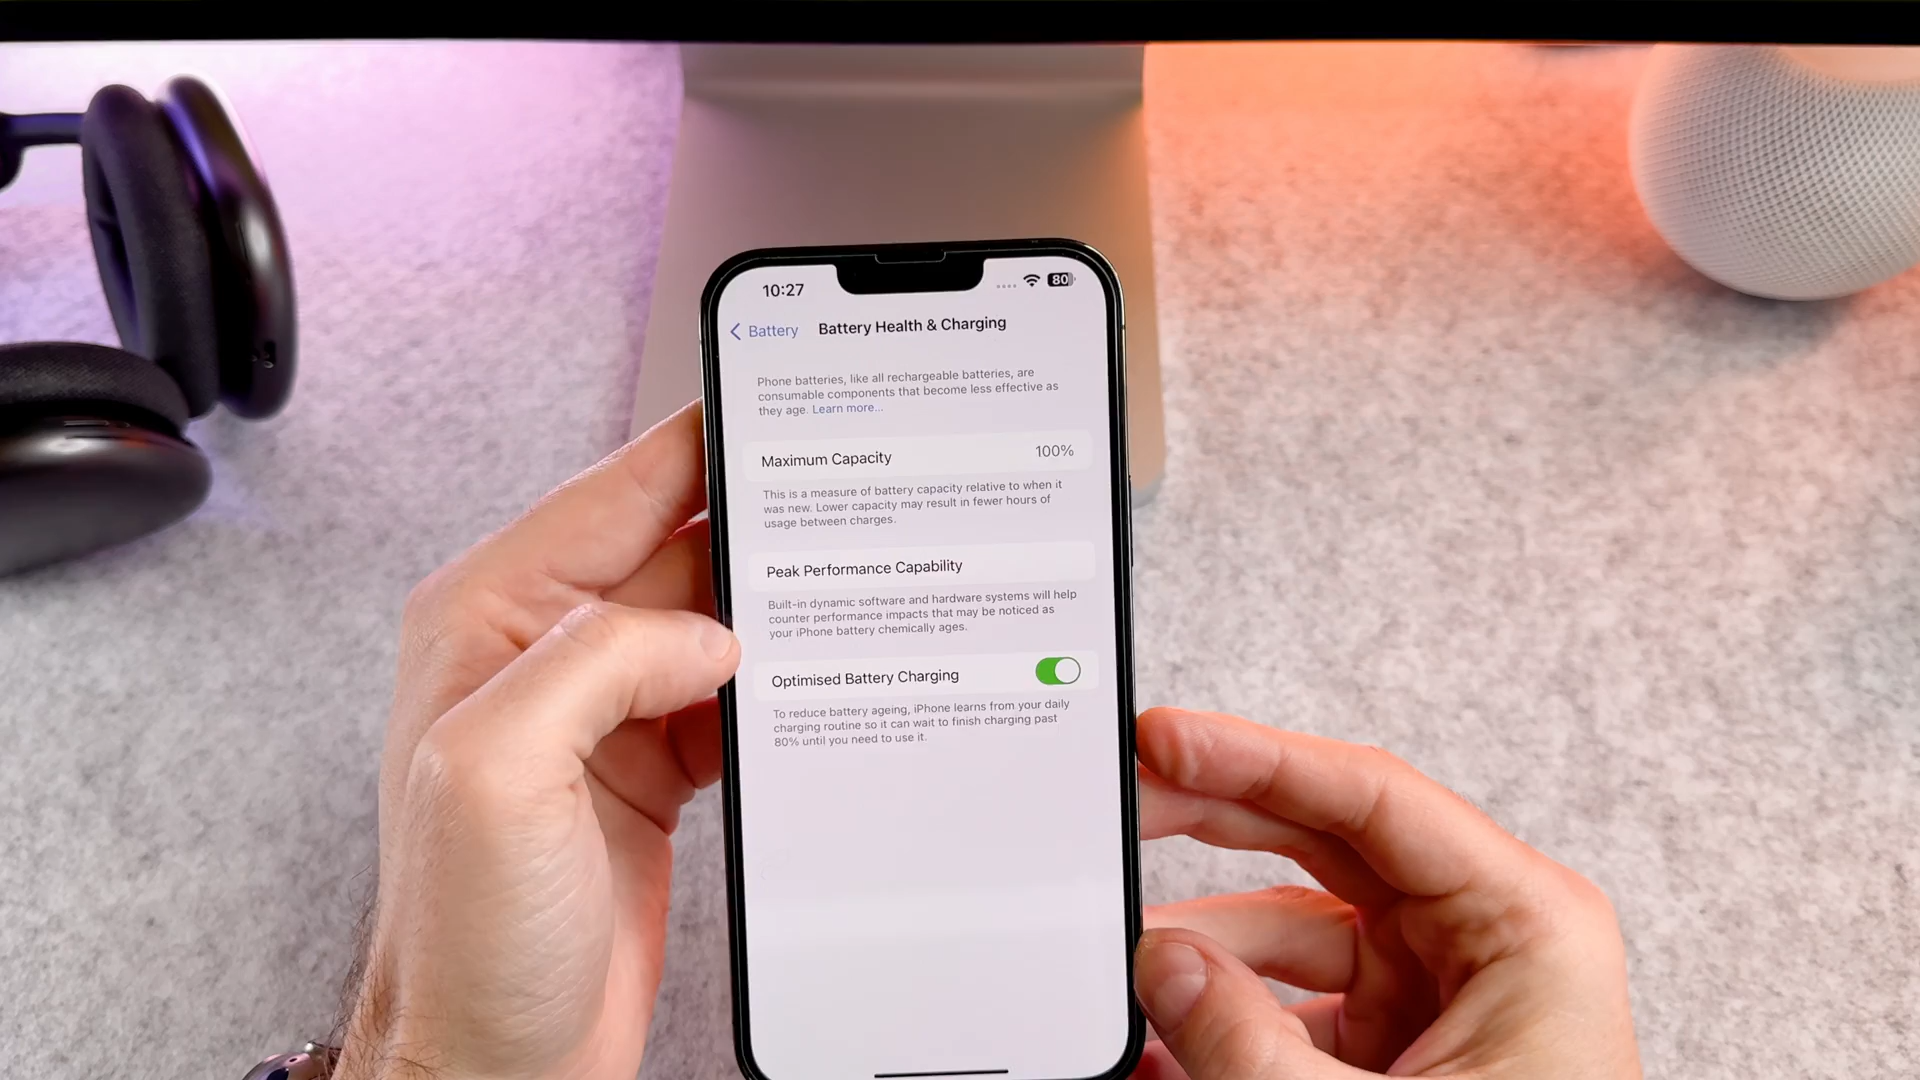 10:27
80
Battery
Battery Health & Charging
Phone batteries, like all rechargeable batteries, are
consumable components that become less effective as
they age. Learn more...
Maximum Capacity
100%
This is a measure of battery capacity relative to when it
was new. Lower capacity may result in fewer hours of
usage between charges.
Peak Performance Capability
Built-in dynamic software and hardware systems will help
counter performance impacts that may be noticed as
your iPhone battery chemically ages.
Optimised Battery Charging
To reduce battery ageing, iPhone learns from your daily
charging routine so it can wait to finish charging past
80% until you need to use it.